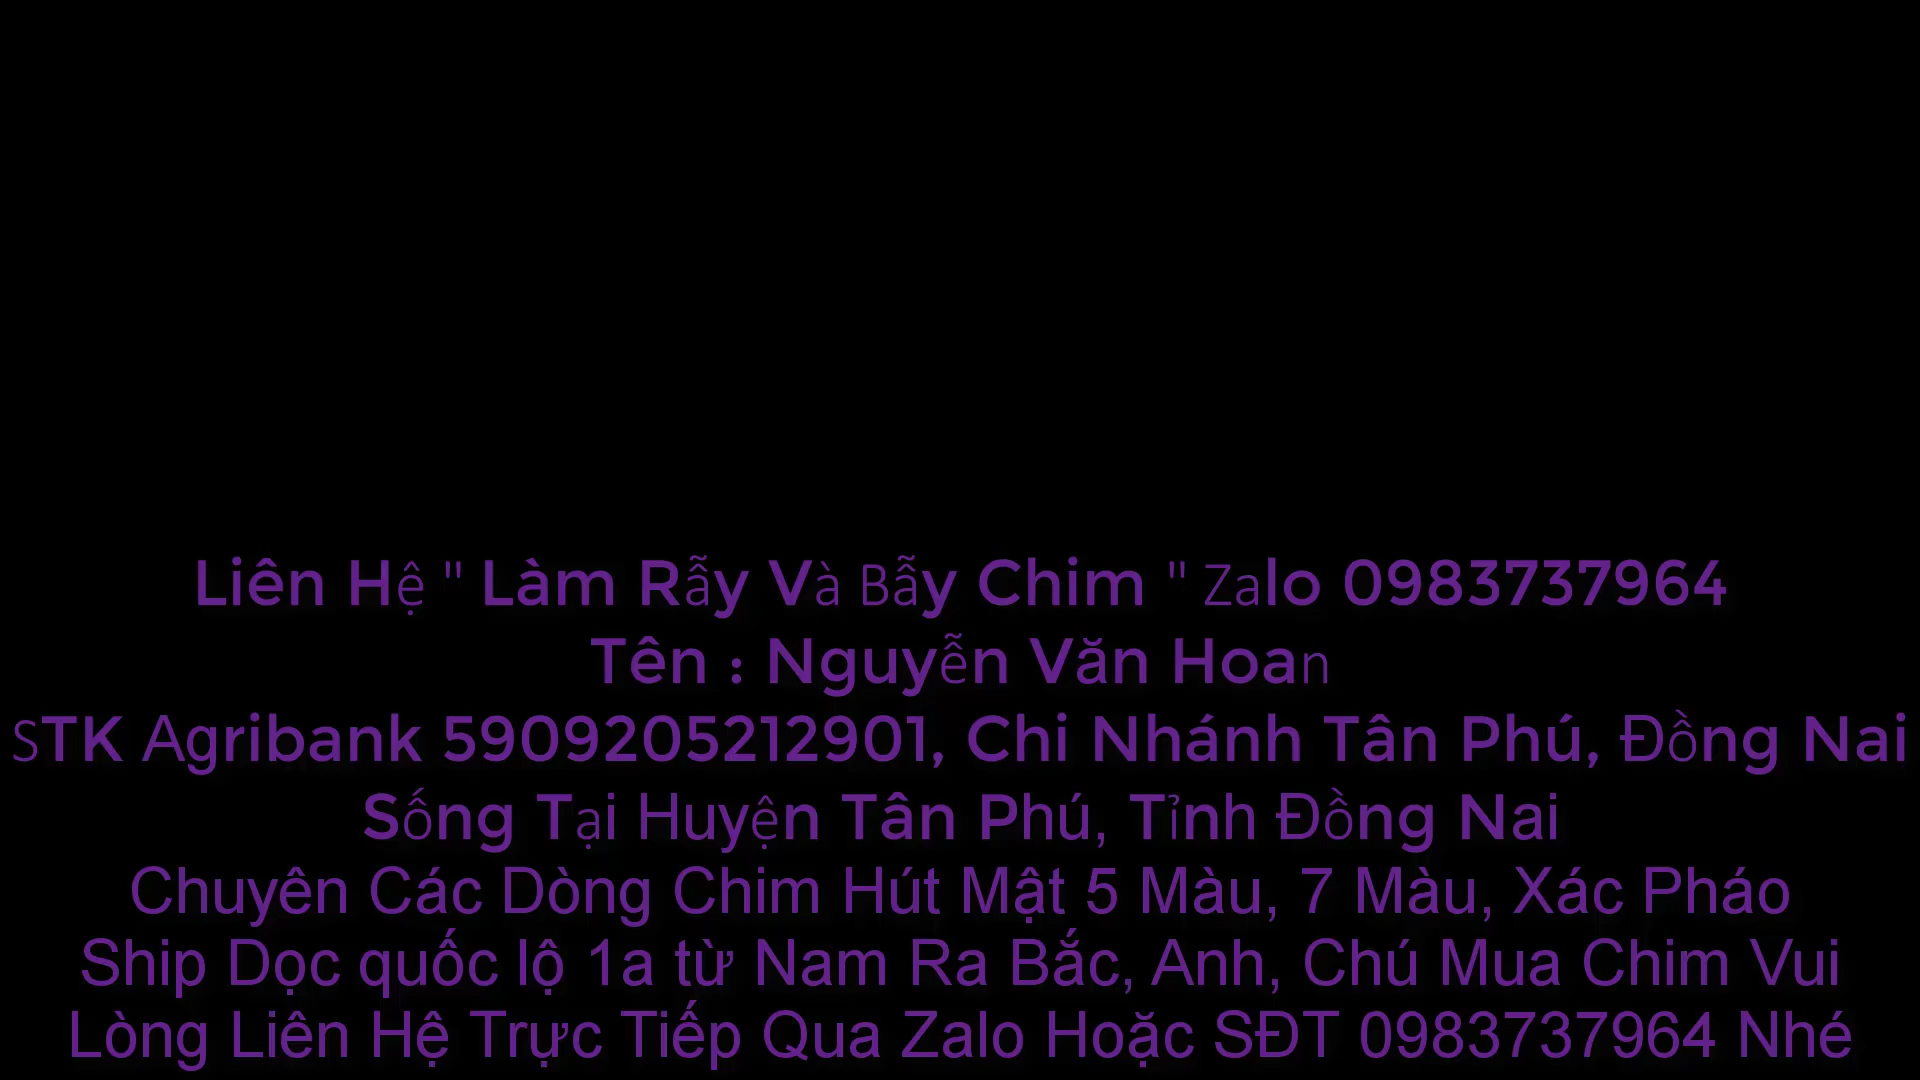 Liên Hệ " Làm Rẫy Và Bẫy Chim " Zalo 0983737964
Tên : Nguyễn Văn Hoan
STK Agribank 5909205212901, Chi Nhánh Tân Phú, Đồng Nai
Sống Tại Huyện Tân Phú, Tỉnh Đồng Nai
Chuyên Các Dòng Chim Hút Mật 5 Màu, 7 Màu, Xác Pháo
Ship Dọc quốc lộ 1a từ Nam Ra Bắc, Anh, Chú Mua Chim Vui
Lòng Liên Hệ Trực Tiếp Qua Zalo Hoặc SĐT 0983737964 Nhé